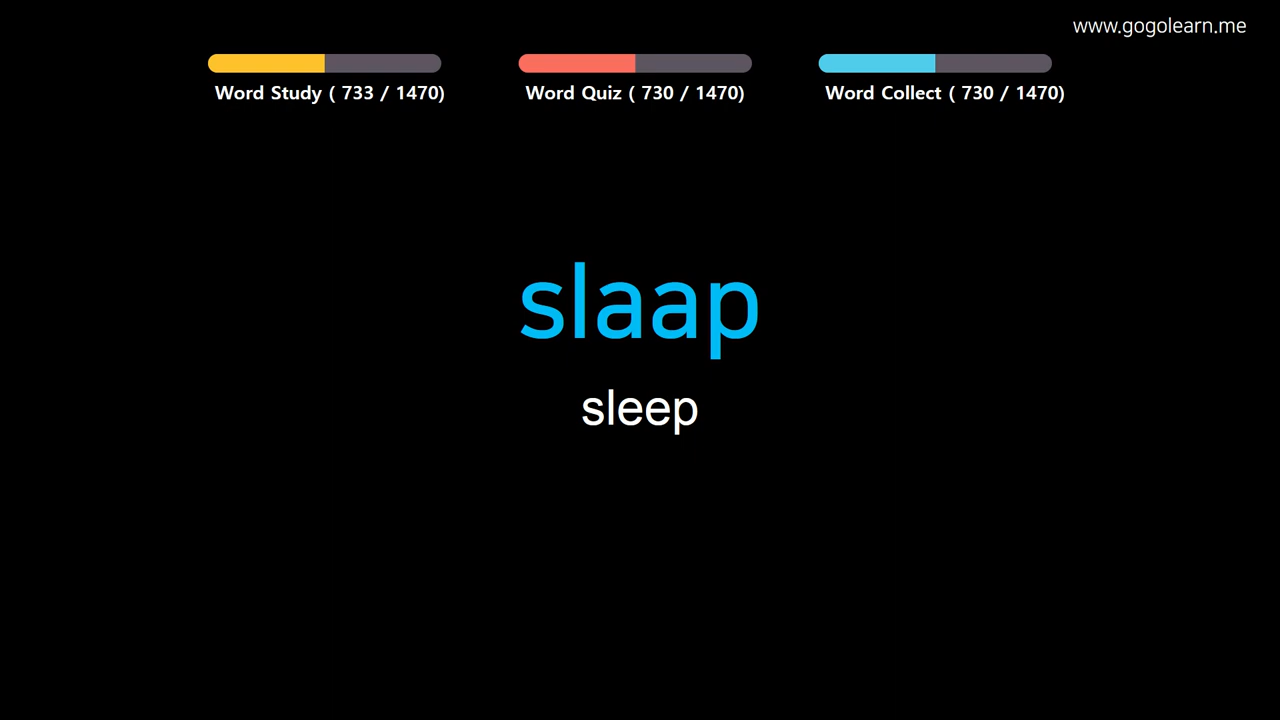 www.gogolearn.me
Word Study ( 733 / 1470)
Word Quiz ( 730 / 1470)
Word Collect ( 730 / 1470)
slaap
sleep